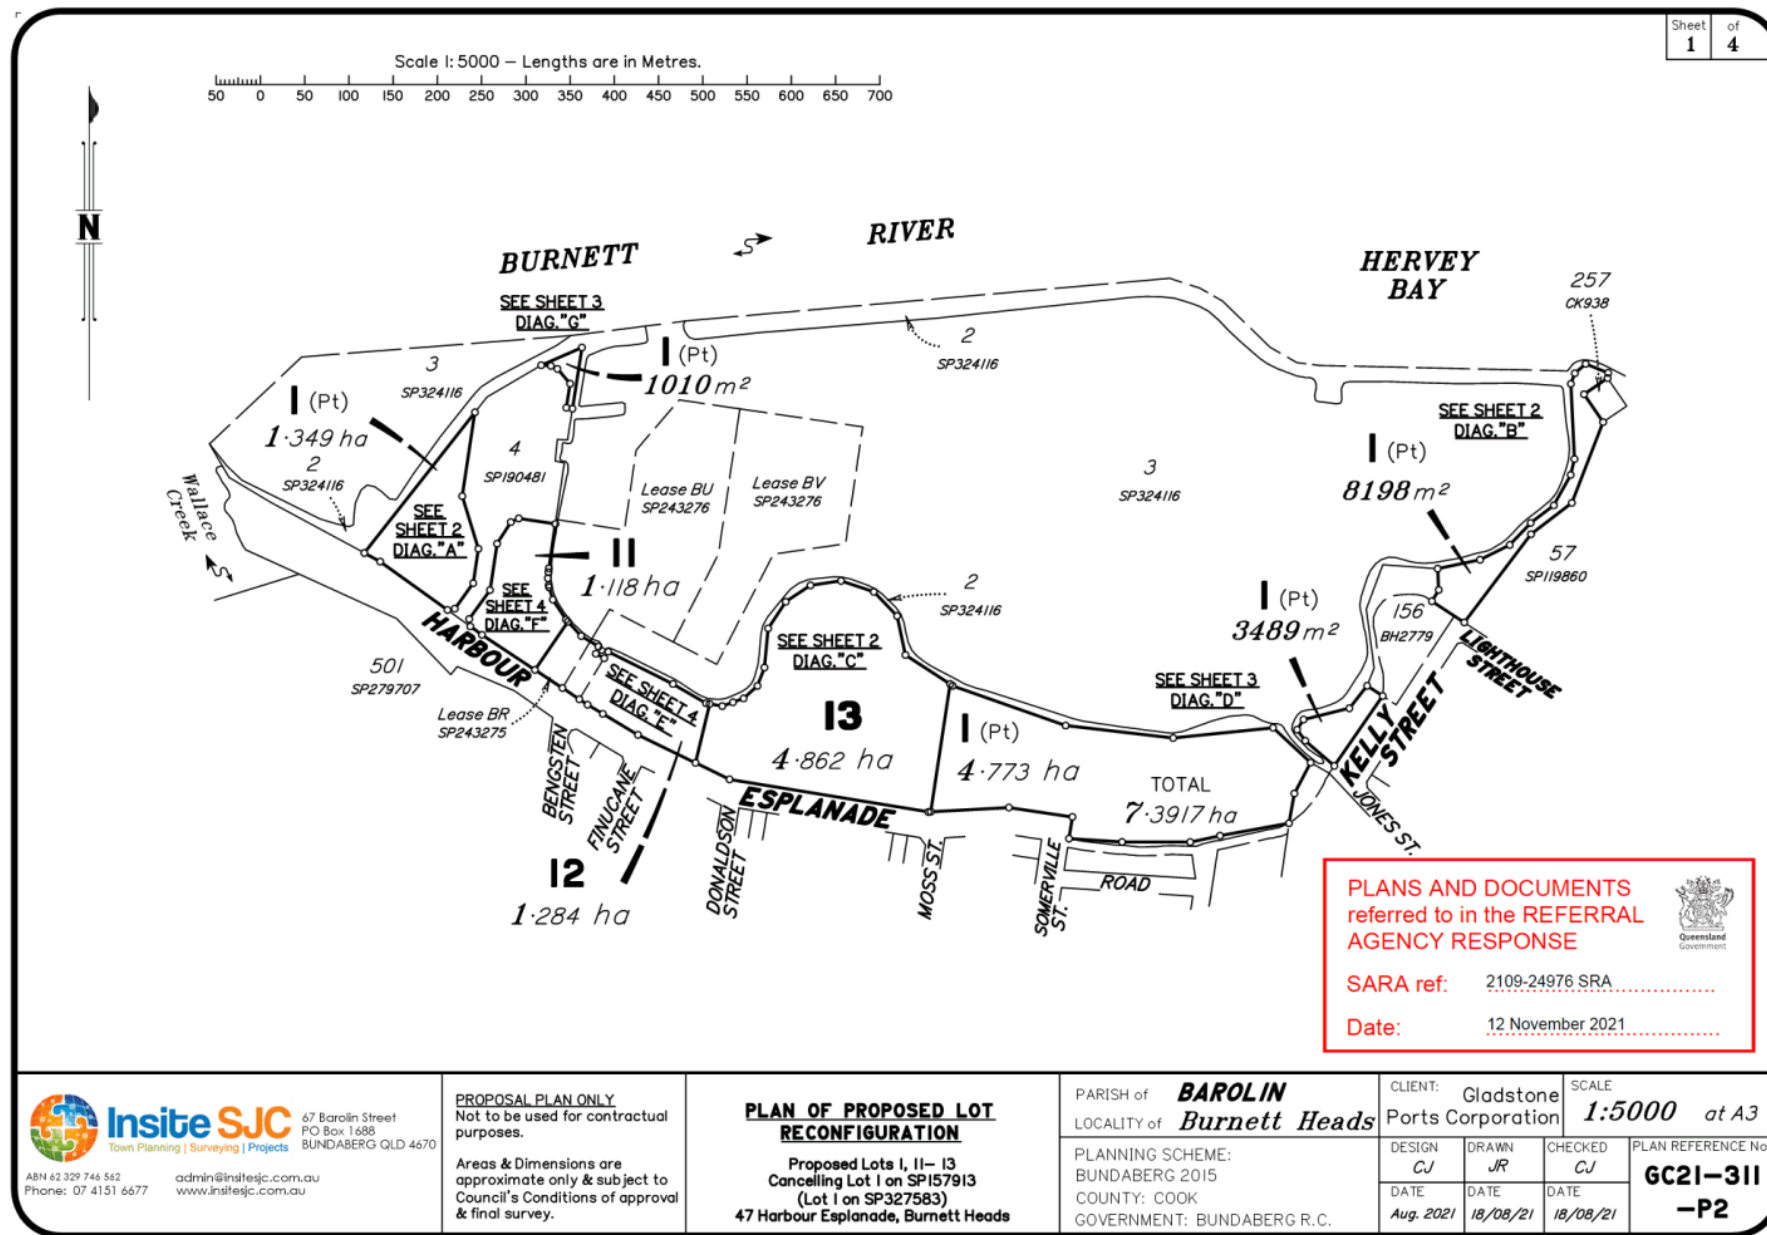 Sheet of
1 4
Scale 1:5000 – Lengths are in Metres.
50 0 50 100 150 200 250 300 350 400 450 500 550 600 650 700
N
BURNETT
RIVER
HERVEY
BAY
257
CK938
SEE SHEET 3
DIAG."G"
1 (Pt)
1010 m²
2
SP324116
3
SP324116
1 (Pt)
1·349 ha
2
SP324116
4
SP190481
Wallace
Creek
SEE
SHEET 2
DIAG."A"
Lease BU
SP243276
Lease BV
SP243276
3
SP324116
SEE SHEET 2
DIAG."B"
1 (Pt)
8198 m²
57
SP119860
11
1·118 ha
SEE
SHEET 4
DIAG."F"
2
SP324116
1 (Pt)
3489 m²
156
BH2779
LIGHTHOUSE
STREET
SEE SHEET 2
DIAG."C"
SEE SHEET 3
DIAG."D"
HARBOUR
501
SP279707
Lease BR
SP243275
SEE SHEET 4
DIAG."E"
13
4·862 ha
1 (Pt)
4·773 ha
TOTAL
7·3917 ha
KELLY
STREET
JONES ST.
ESPLANADE
BENGSTEN
STREET
FINUCANE
STREET
12
1·284 ha
DONALDSON
STREET
MOSS ST.
SOMERVILLE
ST.
ROAD
PLANS AND DOCUMENTS
referred to in the REFERRAL
AGENCY RESPONSE
Queensland
Government
SARA ref: 2109-24976 SRA
Date: 12 November 2021
Insite SJC
Town Planning | Surveying | Projects
67 Barolin Street
PO Box 1688
BUNDABERG QLD 4670
ABN 62 329 746 562
Phone: 07 4151 6677
admin@insitesjc.com.au
www.insitesjc.com.au
PROPOSAL PLAN ONLY
Not to be used for contractual
purposes.
Areas & Dimensions are
approximate only & subject to
Council's Conditions of approval
& final survey.
PLAN OF PROPOSED LOT
RECONFIGURATION
Proposed Lots 1, 11– 13
Cancelling Lot 1 on SP157913
(Lot 1 on SP327583)
47 Harbour Esplanade, Burnett Heads
PARISH of BAROLIN
LOCALITY of Burnett Heads
PLANNING SCHEME:
BUNDABERG 2015
COUNTY: COOK
GOVERNMENT: BUNDABERG R.C.
CLIENT: Gladstone
Ports Corporation
SCALE
1:5000 at A3
DESIGN
CJ
DRAWN
JR
CHECKED
CJ
DATE
Aug. 2021
DATE
18/08/21
DATE
18/08/21
PLAN REFERENCE No
GC21–311
–P2